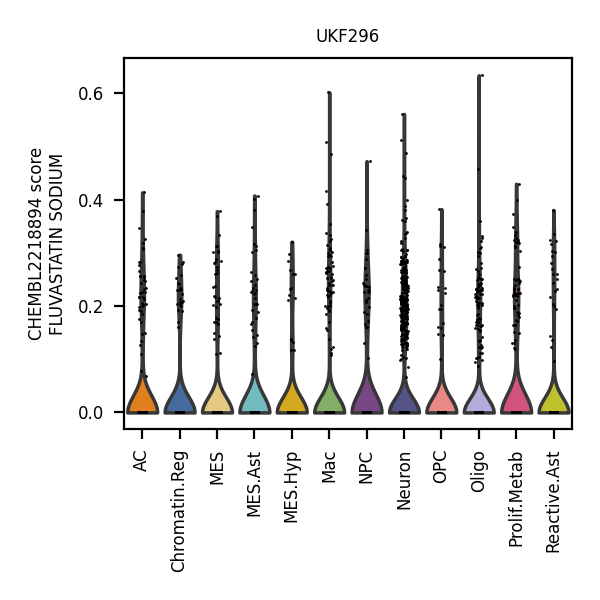 UKF296
CHEMBL2218894 score
FLUVASTATIN SODIUM
0.6
0.4
0.2
0.0
AC
Chromatin.Reg
MES
MES.Ast
MES.Hyp
Mac
NPC
Neuron
OPC
Oligo
Prolif.Metab
Reactive.Ast